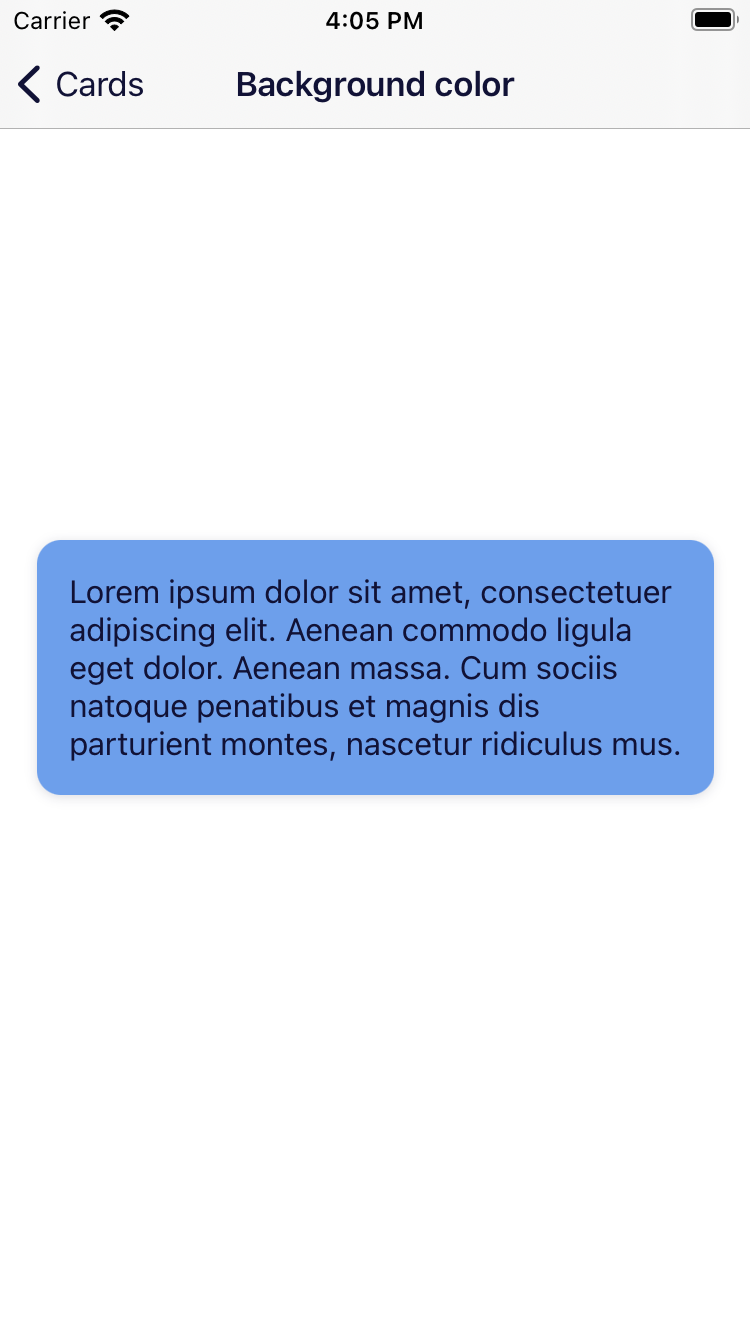 Carrier 4:05 PM
Cards Background color
Lorem ipsum dolor sit amet, consectetuer
adipiscing elit. Aenean commodo ligula
eget dolor. Aenean massa. Cum sociis
natoque penatibus et magnis dis
parturient montes, nascetur ridiculus mus.